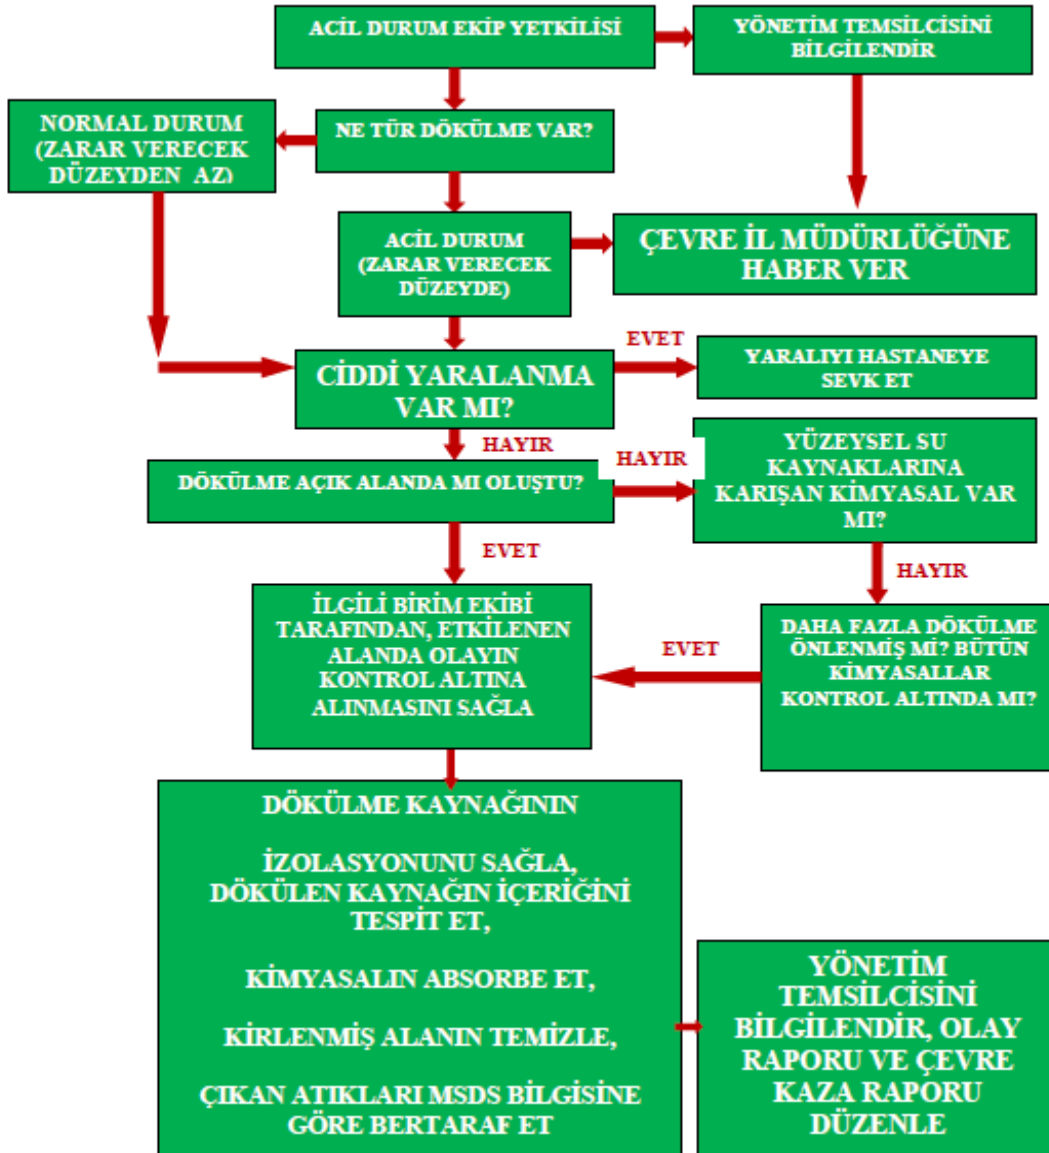 ACİL DURUM EKİP YETKİLİSİ
YÖNETİM TEMSİLCİSİNİ
BİLGİLENDİR
NORMAL DURUM
(ZARAR VERECEK
DÜZEYDEN AZ)
NE TÜR DÖKÜLME VAR?
ACİL DURUM
(ZARAR VERECEK
DÜZEYDE)
ÇEVRE İL MÜDÜRLÜĞÜNE
HABER VER
CİDDİ YARALANMA
VAR MI?
EVET
YARALIYI HASTANEYE
SEVK ET
HAYIR
DÖKÜLME AÇIK ALANDA MI OLUŞTU?
HAYIR
YÜZEYSEL SU
KAYNAKLARINA
KARIŞAN KİMYASAL VAR
MI?
EVET
HAYIR
İLGİLİ BİRİM EKİBİ
TARAFINDAN, ETKİLENEN
ALANDA OLAYIN
KONTROL ALTINA
ALINMASINI SAĞLA
EVET
DAHA FAZLA DÖKÜLME
ÖNLENMİŞ Mİ? BÜTÜN
KİMYASALLAR
KONTROL ALTINDA MI?
DÖKÜLME KAYNAĞININ
İZOLASYONUNU SAĞLA,
DÖKÜLEN KAYNAĞIN İÇERİĞİNİ
TESPİT ET,
KİMYASALIN ABSORBE ET,
KİRLENMİŞ ALANIN TEMİZLE,
ÇIKAN ATIKLARI MSDS BİLGİSİNE
GÖRE BERTARAF ET
YÖNETİM
TEMSİLCİSİNİ
BİLGİLENDİR, OLAY
RAPORU VE ÇEVRE
KAZA RAPORU
DÜZENLE